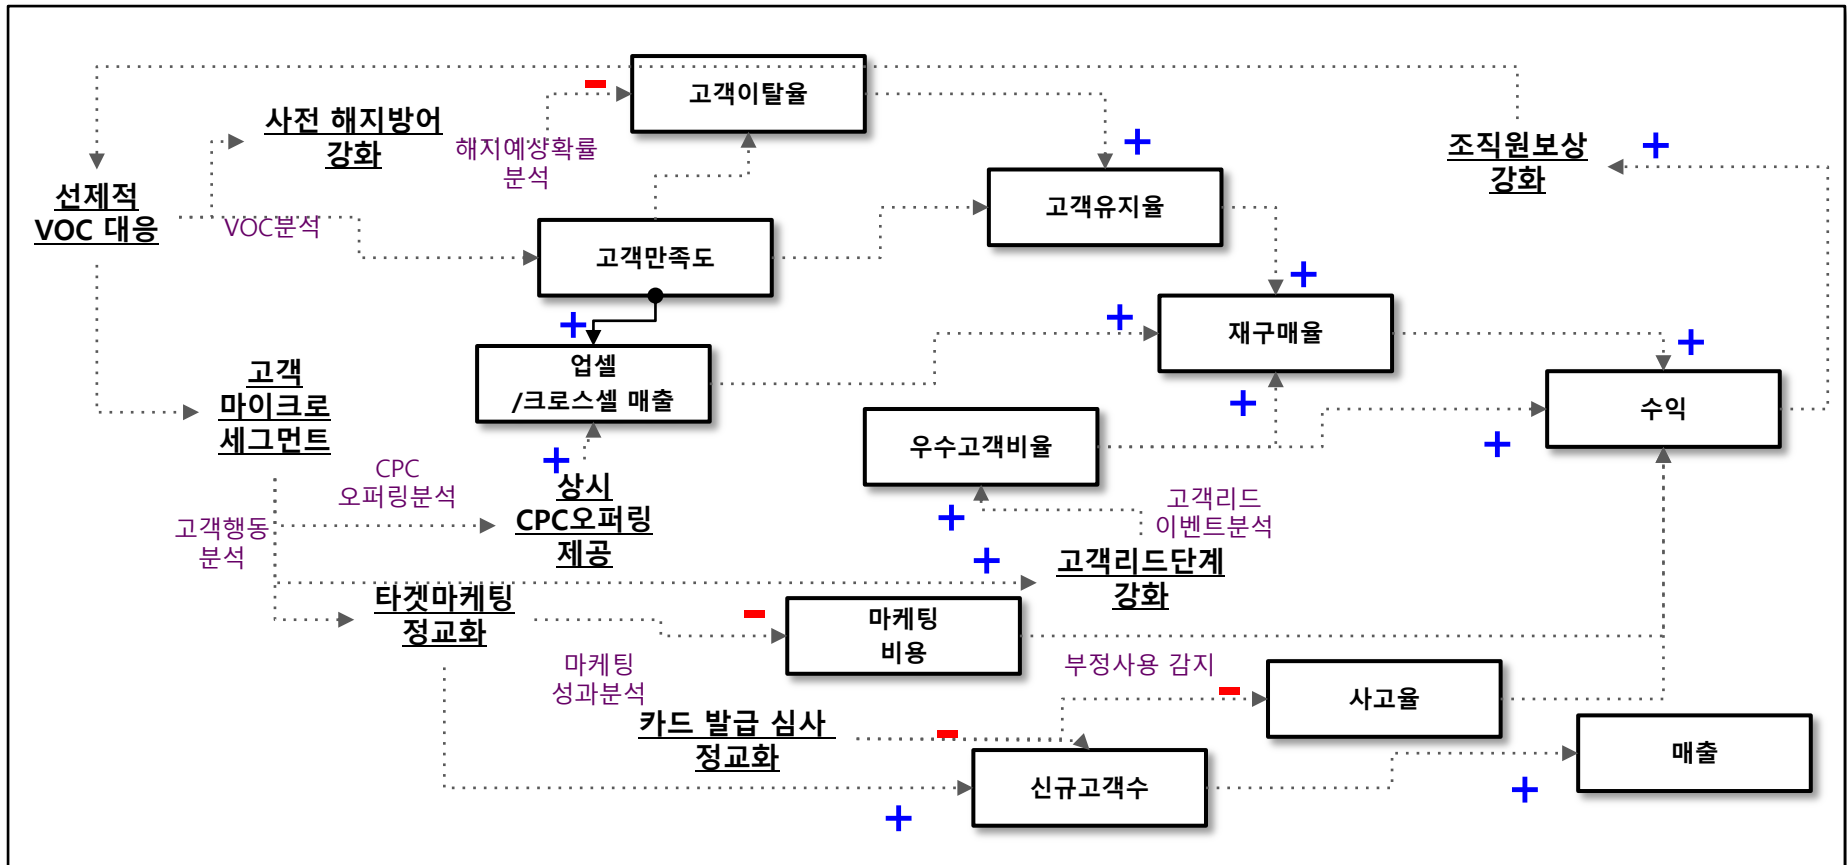 고객이탈율
사전 해지방어
강화
해지예상확률
분석
조직원보상
강화
선제적
VOC 대응
VOC분석
고객유지율
고객만족도
재구매율
업셀
/크로스셀 매출
고객
마이크로
세그먼트
수익
우수고객비율
CPC
오퍼링분석
상시
CPC오퍼링
제공
고객리드
이벤트분석
고객행동
분석
고객리드단계
강화
타겟마케팅
정교화
마케팅
비용
마케팅
성과분석
부정사용 감지
사고율
카드 발급 심사
정교화
매출
신규고객수